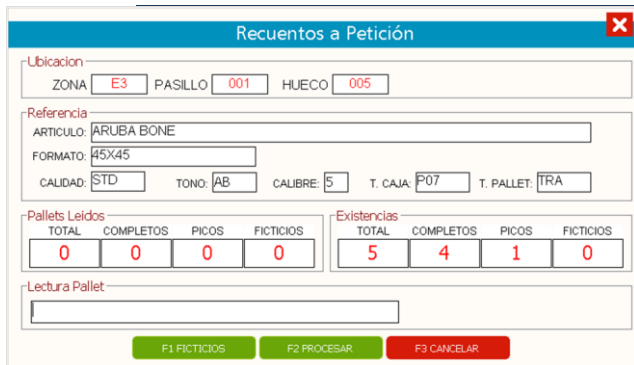 Recuentos a Petición
X
Ubicacion
ZONA E3 PASILLO 001 HUECO 005
Referencia
ARTICULO: ARUBA BONE
FORMATO: 45X45
CALIDAD: STD TONO: AB CALIBRE: 5 T. CAJA: P07 T. PALLET: TRA
Pallets Leidos Existencias
TOTAL COMPLETOS PICOS FICTICIOS TOTAL COMPLETOS PICOS FICTICIOS
0 0 0 0 5 4 1 0
Lectura Pallet
F1 FICTICIOS F2 PROCESAR F3 CANCELAR